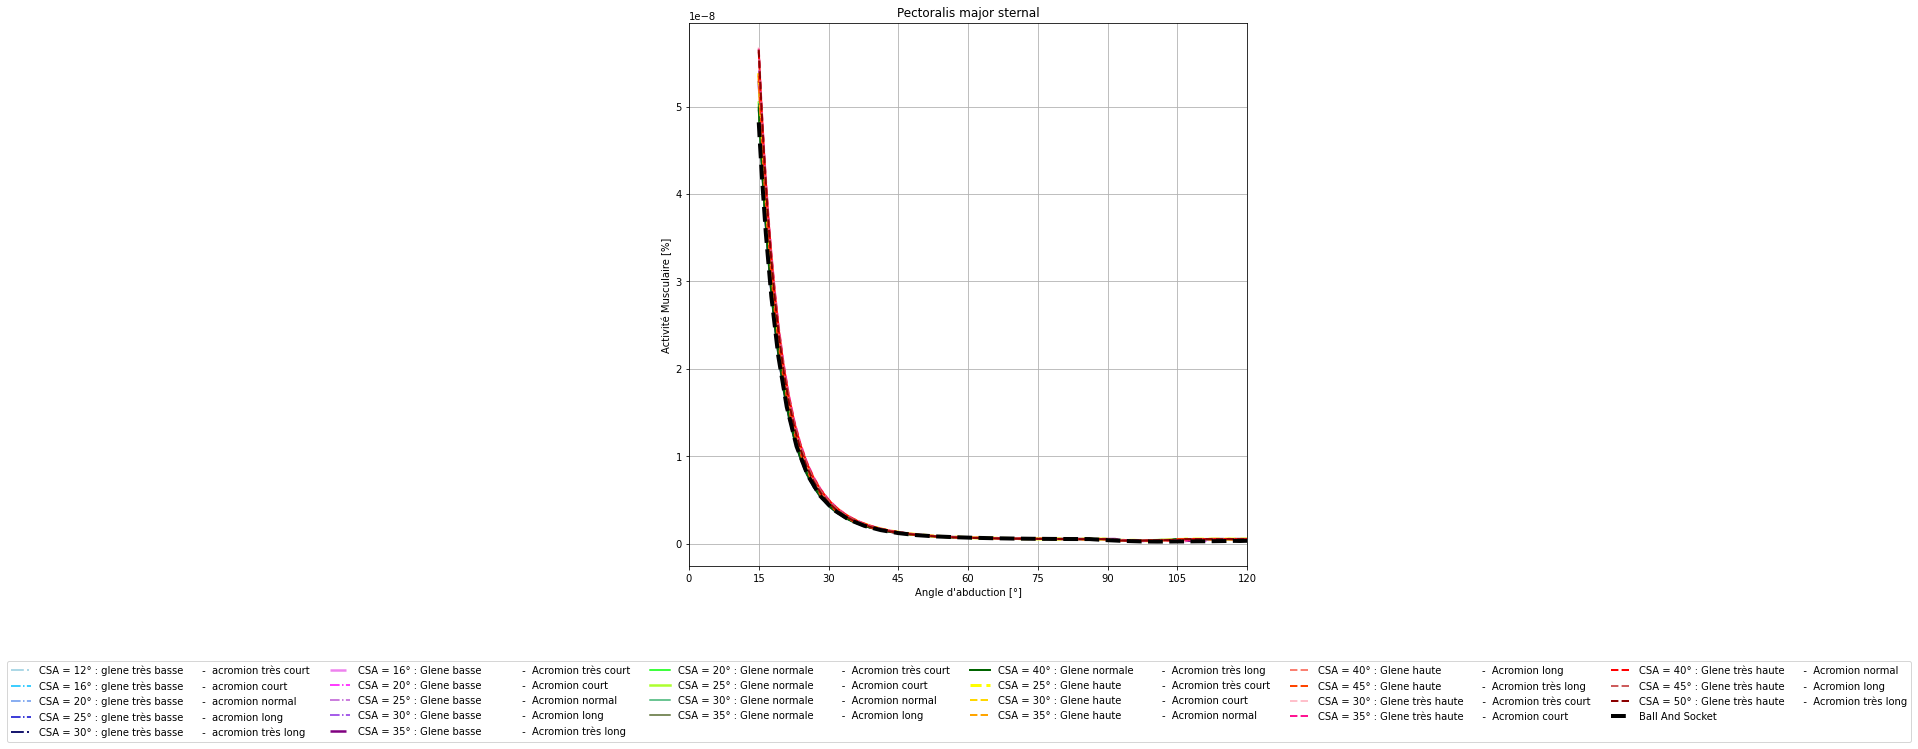 Pectoralis major sternal
1e−8
5
4
3
2
1
0
Activité Musculaire [%]
0 15 30 45 60 75 90 105 120
Angle d'abduction [°]
CSA = 12° : glene très basse - acromion très court
CSA = 16° : glene très basse - acromion court
CSA = 20° : glene très basse - acromion normal
CSA = 25° : glene très basse - acromion long
CSA = 30° : glene très basse - acromion très long
CSA = 16° : Glene basse - Acromion très court
CSA = 20° : Glene basse - Acromion court
CSA = 25° : Glene basse - Acromion normal
CSA = 30° : Glene basse - Acromion long
CSA = 35° : Glene basse - Acromion très long
CSA = 20° : Glene normale - Acromion très court
CSA = 25° : Glene normale - Acromion court
CSA = 30° : Glene normale - Acromion normal
CSA = 35° : Glene normale - Acromion long
CSA = 40° : Glene normale - Acromion très long
CSA = 25° : Glene haute - Acromion très court
CSA = 30° : Glene haute - Acromion court
CSA = 35° : Glene haute - Acromion normal
CSA = 40° : Glene haute - Acromion long
CSA = 45° : Glene haute - Acromion très long
CSA = 30° : Glene très haute - Acromion très court
CSA = 35° : Glene très haute - Acromion court
CSA = 40° : Glene très haute - Acromion normal
CSA = 45° : Glene très haute - Acromion long
CSA = 50° : Glene très haute - Acromion très long
Ball And Socket